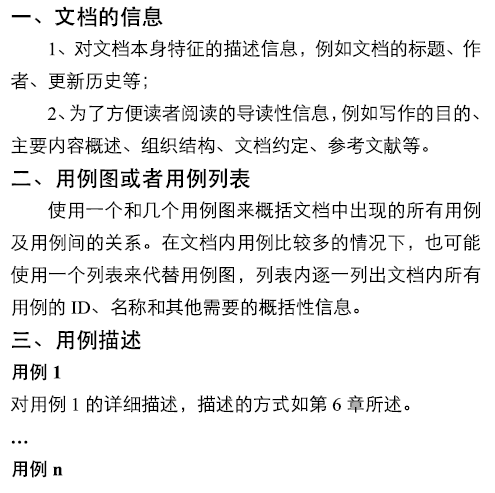 一、文档的信息
1、对文档本身特征的描述信息，例如文档的标题、作
者、更新历史等；
2、为了方便读者阅读的导读性信息，例如写作的目的、
主要内容概述、组织结构、文档约定、参考文献等。
二、用例图或者用例列表
使用一个和几个用例图来概括文档中出现的所有用例
及用例间的关系。在文档内用例比较多的情况下，也可能
使用一个列表来代替用例图，列表内逐一列出文档内所有
用例的 ID、名称和其他需要的概括性信息。
三、用例描述
用例 1
对用例 1 的详细描述，描述的方式如第 6 章所述。
…
用例 n